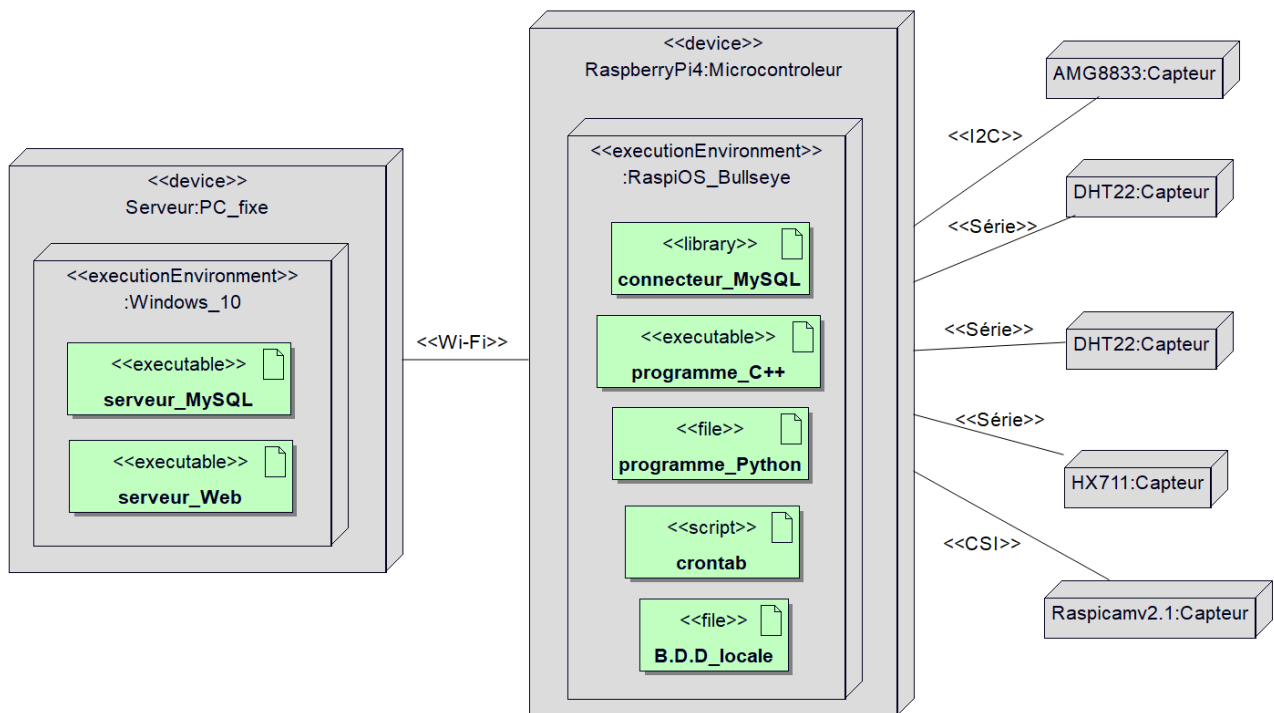 <<device>>
Serveur:PC_fixe
<<executionEnvironment>>
:Windows_10
<<executable>>
serveur_MySQL
<<executable>>
serveur_Web
<<Wi-Fi>>
<<device>>
RaspberryPi4:Microcontroleur
<<executionEnvironment>>
:RaspiOS_Bullseye
<<library>>
connecteur_MySQL
<<executable>>
programme_C++
<<file>>
programme_Python
<<script>>
crontab
<<file>>
B.D.D_locale
<<I2C>>
AMG8833:Capteur
<<Série>>
DHT22:Capteur
<<Série>>
DHT22:Capteur
<<Série>>
HX711:Capteur
<<CSI>>
Raspicamv2.1:Capteur